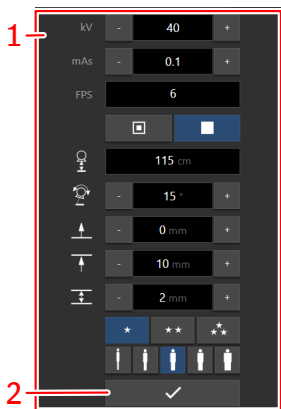 1
kV - 40 +
mAs - 0.1 +
FPS 6
115 cm
- 15 ° +
- 0 mm +
- 10 mm +
- 2 mm +
2